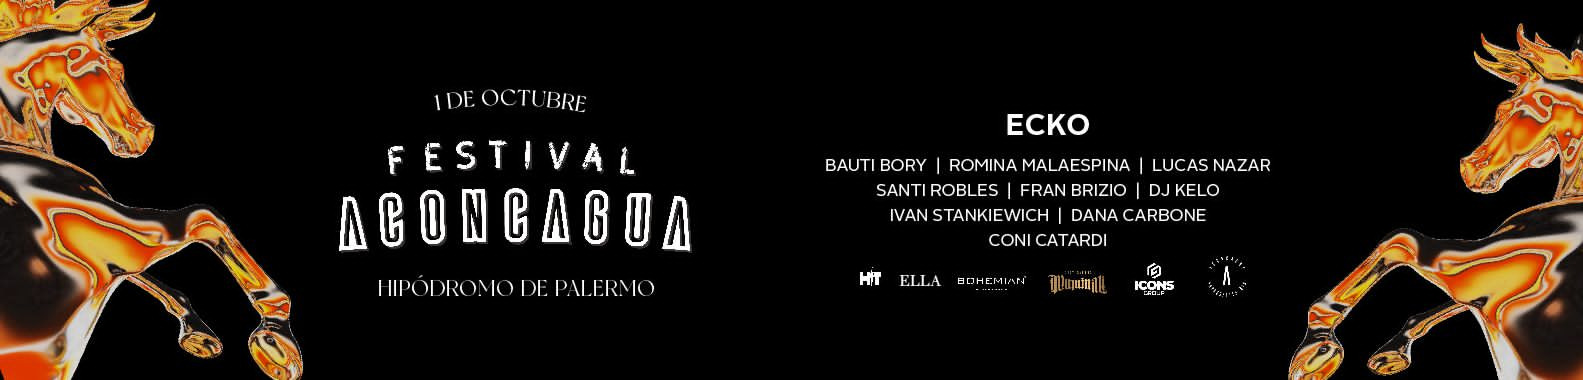 1 DE OCTUBRE
FESTIVAL
ACONCAGUA
HIPÓDROMO DE PALERMO
ECKO
BAUTI BORY | ROMINA MALAESPINA | LUCAS NAZAR
SANTI ROBLES | FRAN BRIZIO | DJ KELO
IVAN STANKIEWICH | DANA CARBONE
CONI CATARDI
HIT
ELLA
BOHEMIAN
ICONS
GROUP
A